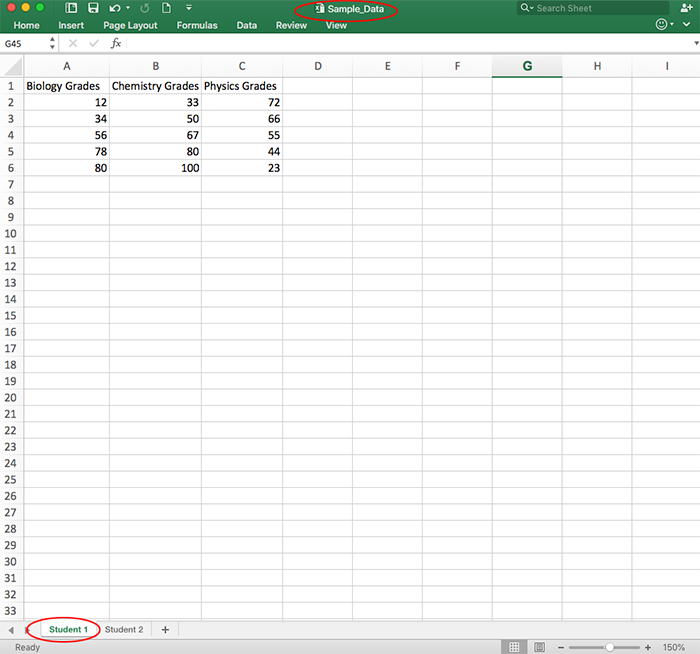 Sample_Data
Search Sheet
Home Insert Page Layout Formulas Data Review View
G45 fx
A B C D E F G H I
1 Biology Grades Chemistry Grades Physics Grades
2 12 33 72
3 34 50 66
4 56 67 55
5 78 80 44
6 80 100 23
7
8
9
10
11
12
13
14
15
16
17
18
19
20
21
22
23
24
25
26
27
28
29
30
31
32
33
Student 1 Student 2 +
Ready 150%